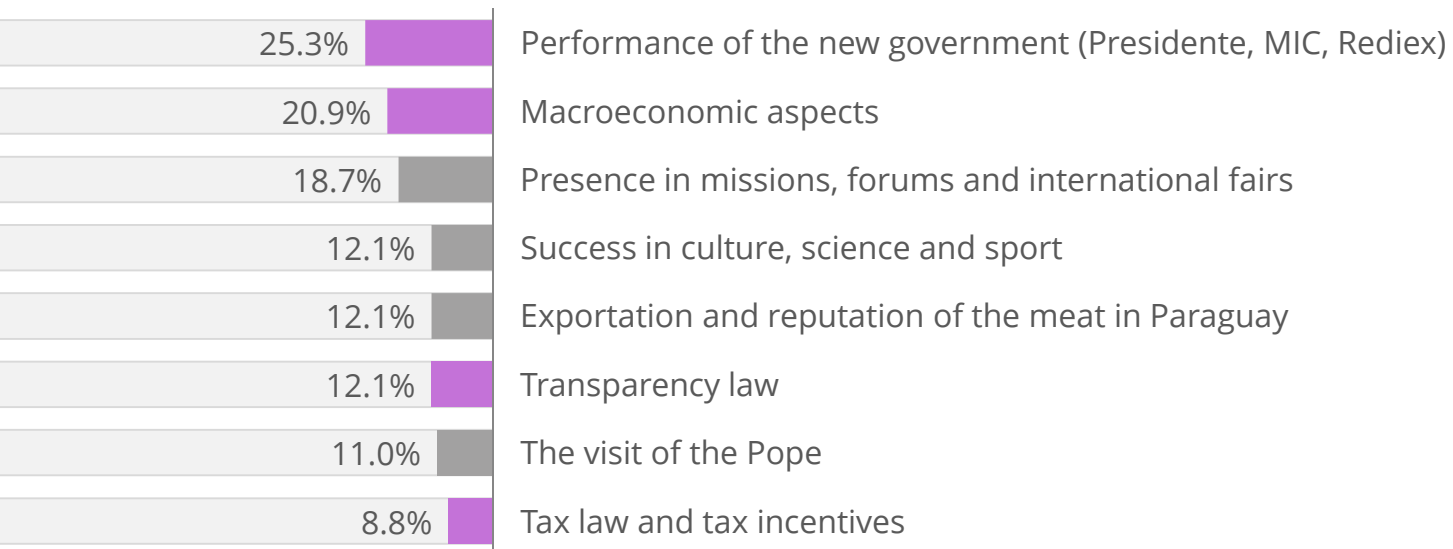 25.3% Performance of the new government (Presidente, MIC, Rediex)
20.9% Macroeconomic aspects
18.7% Presence in missions, forums and international fairs
12.1% Success in culture, science and sport
12.1% Exportation and reputation of the meat in Paraguay
12.1% Transparency law
11.0% The visit of the Pope
8.8% Tax law and tax incentives